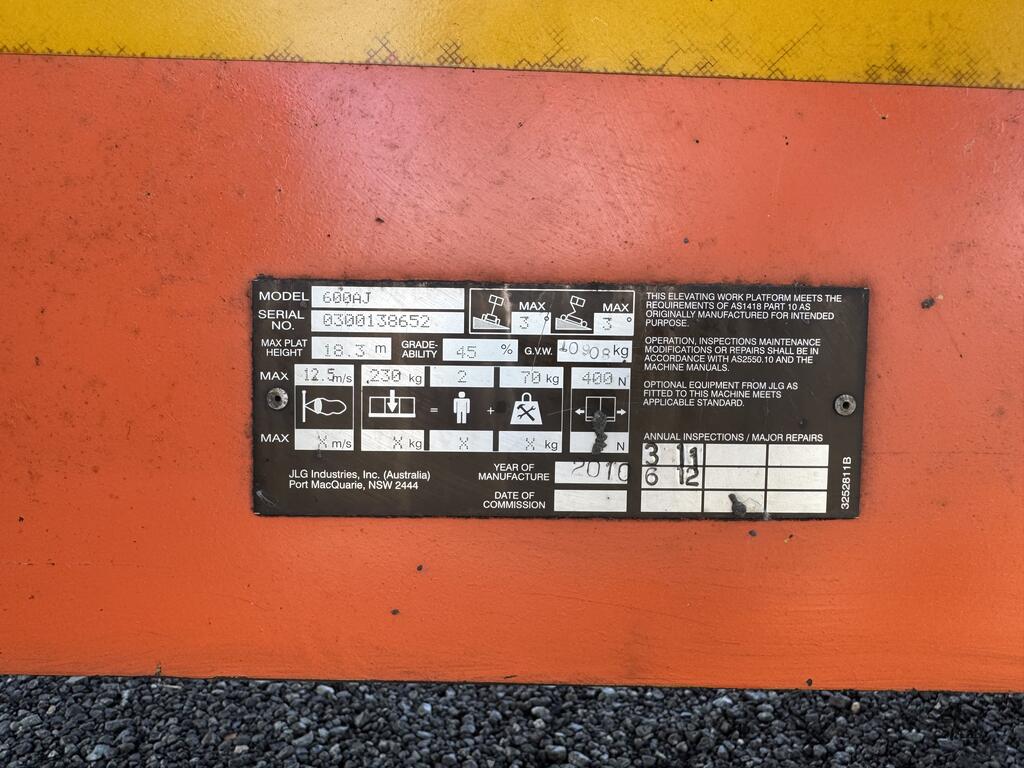 MODEL 600AJ
SERIAL NO. 0300138652
MAX 3° MAX 3°
MAX PLAT HEIGHT 18.3 m GRADE-ABILITY 45 % G.V.W. 10908 kg
MAX 12.5 m/s 230 kg 2 70 kg 400 N
= +
MAX X m/s X kg X X kg N
JLG Industries, Inc. (Australia)
Port MacQuarie, NSW 2444
YEAR OF MANUFACTURE 2010
DATE OF COMMISSION
THIS ELEVATING WORK PLATFORM MEETS THE
REQUIREMENTS OF AS1418 PART 10 AS
ORIGINALLY MANUFACTURED FOR INTENDED
PURPOSE.
OPERATION, INSPECTIONS MAINTENANCE
MODIFICATIONS OR REPAIRS SHALL BE IN
ACCORDANCE WITH AS2550.10 AND THE
MACHINE MANUALS.
OPTIONAL EQUIPMENT FROM JLG AS
FITTED TO THIS MACHINE MEETS
APPLICABLE STANDARD.
ANNUAL INSPECTIONS / MAJOR REPAIRS
3 11
6 12
3252811B